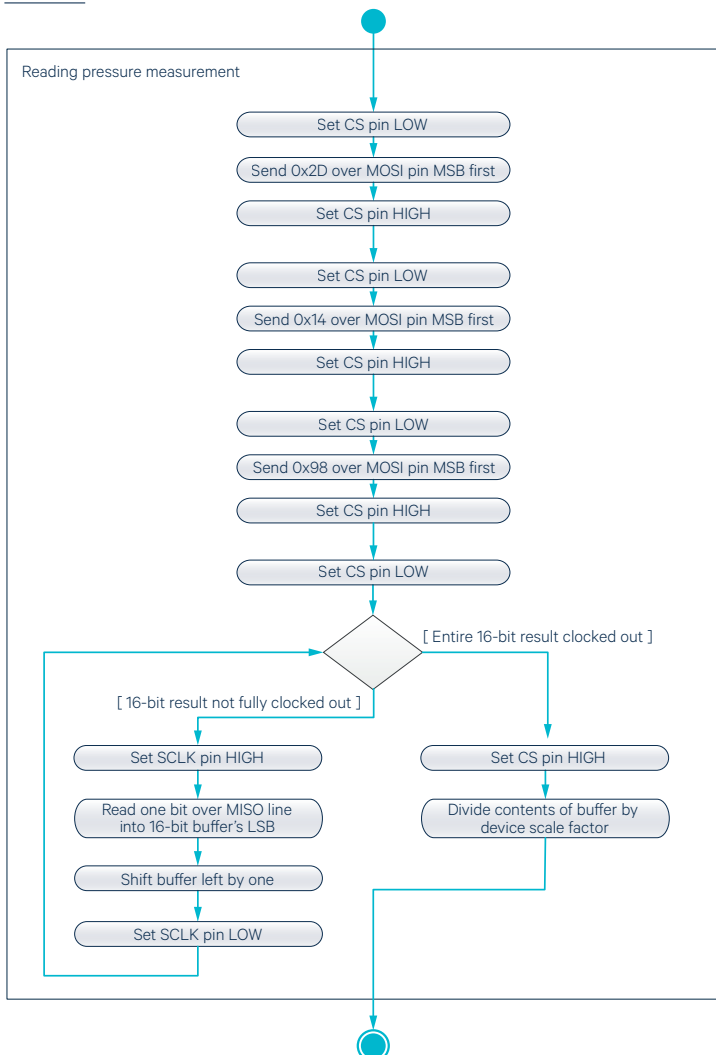 Reading pressure measurement
Set CS pin LOW
Send 0x2D over MOSI pin MSB first
Set CS pin HIGH
Set CS pin LOW
Send 0x14 over MOSI pin MSB first
Set CS pin HIGH
Set CS pin LOW
Send 0x98 over MOSI pin MSB first
Set CS pin HIGH
Set CS pin LOW
[ Entire 16-bit result clocked out ]
[ 16-bit result not fully clocked out ]
Set SCLK pin HIGH
Read one bit over MISO line
into 16-bit buffer’s LSB
Shift buffer left by one
Set SCLK pin LOW
Set CS pin HIGH
Divide contents of buffer by
device scale factor